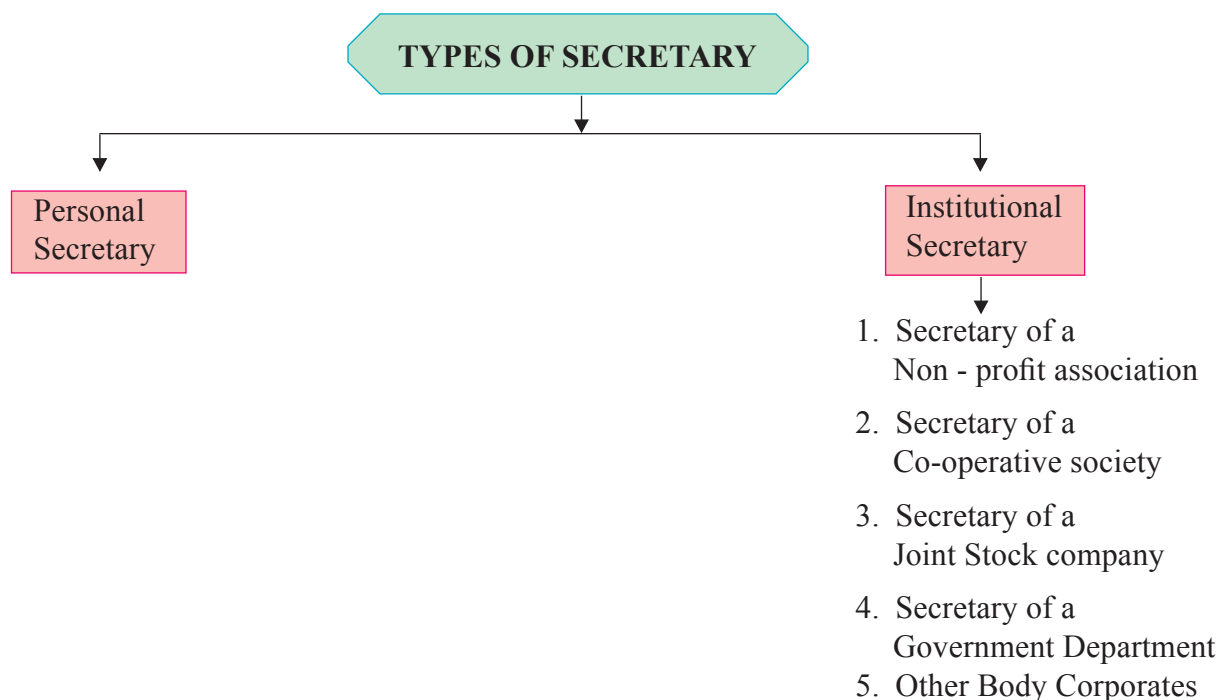 TYPES OF SECRETARY
Personal
Secretary
Institutional
Secretary
1. Secretary of a
Non - profit association
2. Secretary of a
Co-operative society
3. Secretary of a
Joint Stock company
4. Secretary of a
Government Department
5. Other Body Corporates